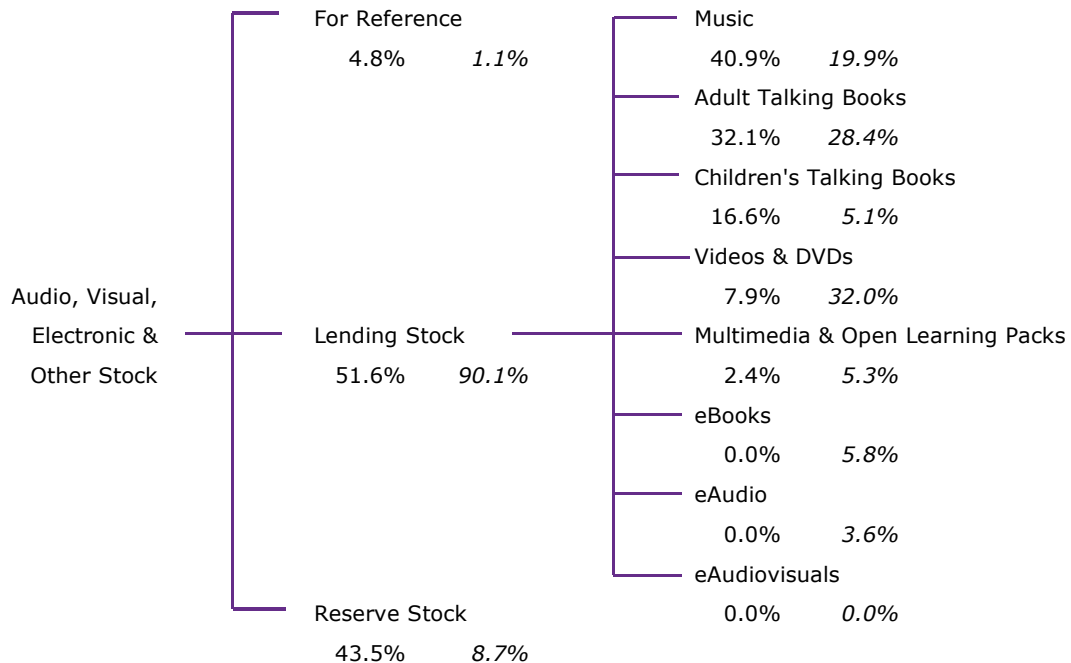 For Reference
4.8% 1.1%
Music
40.9% 19.9%
Adult Talking Books
32.1% 28.4%
Children's Talking Books
16.6% 5.1%
Videos & DVDs
7.9% 32.0%
Audio, Visual,
Electronic &
Other Stock
Lending Stock
51.6% 90.1%
Multimedia & Open Learning Packs
2.4% 5.3%
eBooks
0.0% 5.8%
eAudio
0.0% 3.6%
eAudiovisuals
0.0% 0.0%
Reserve Stock
43.5% 8.7%